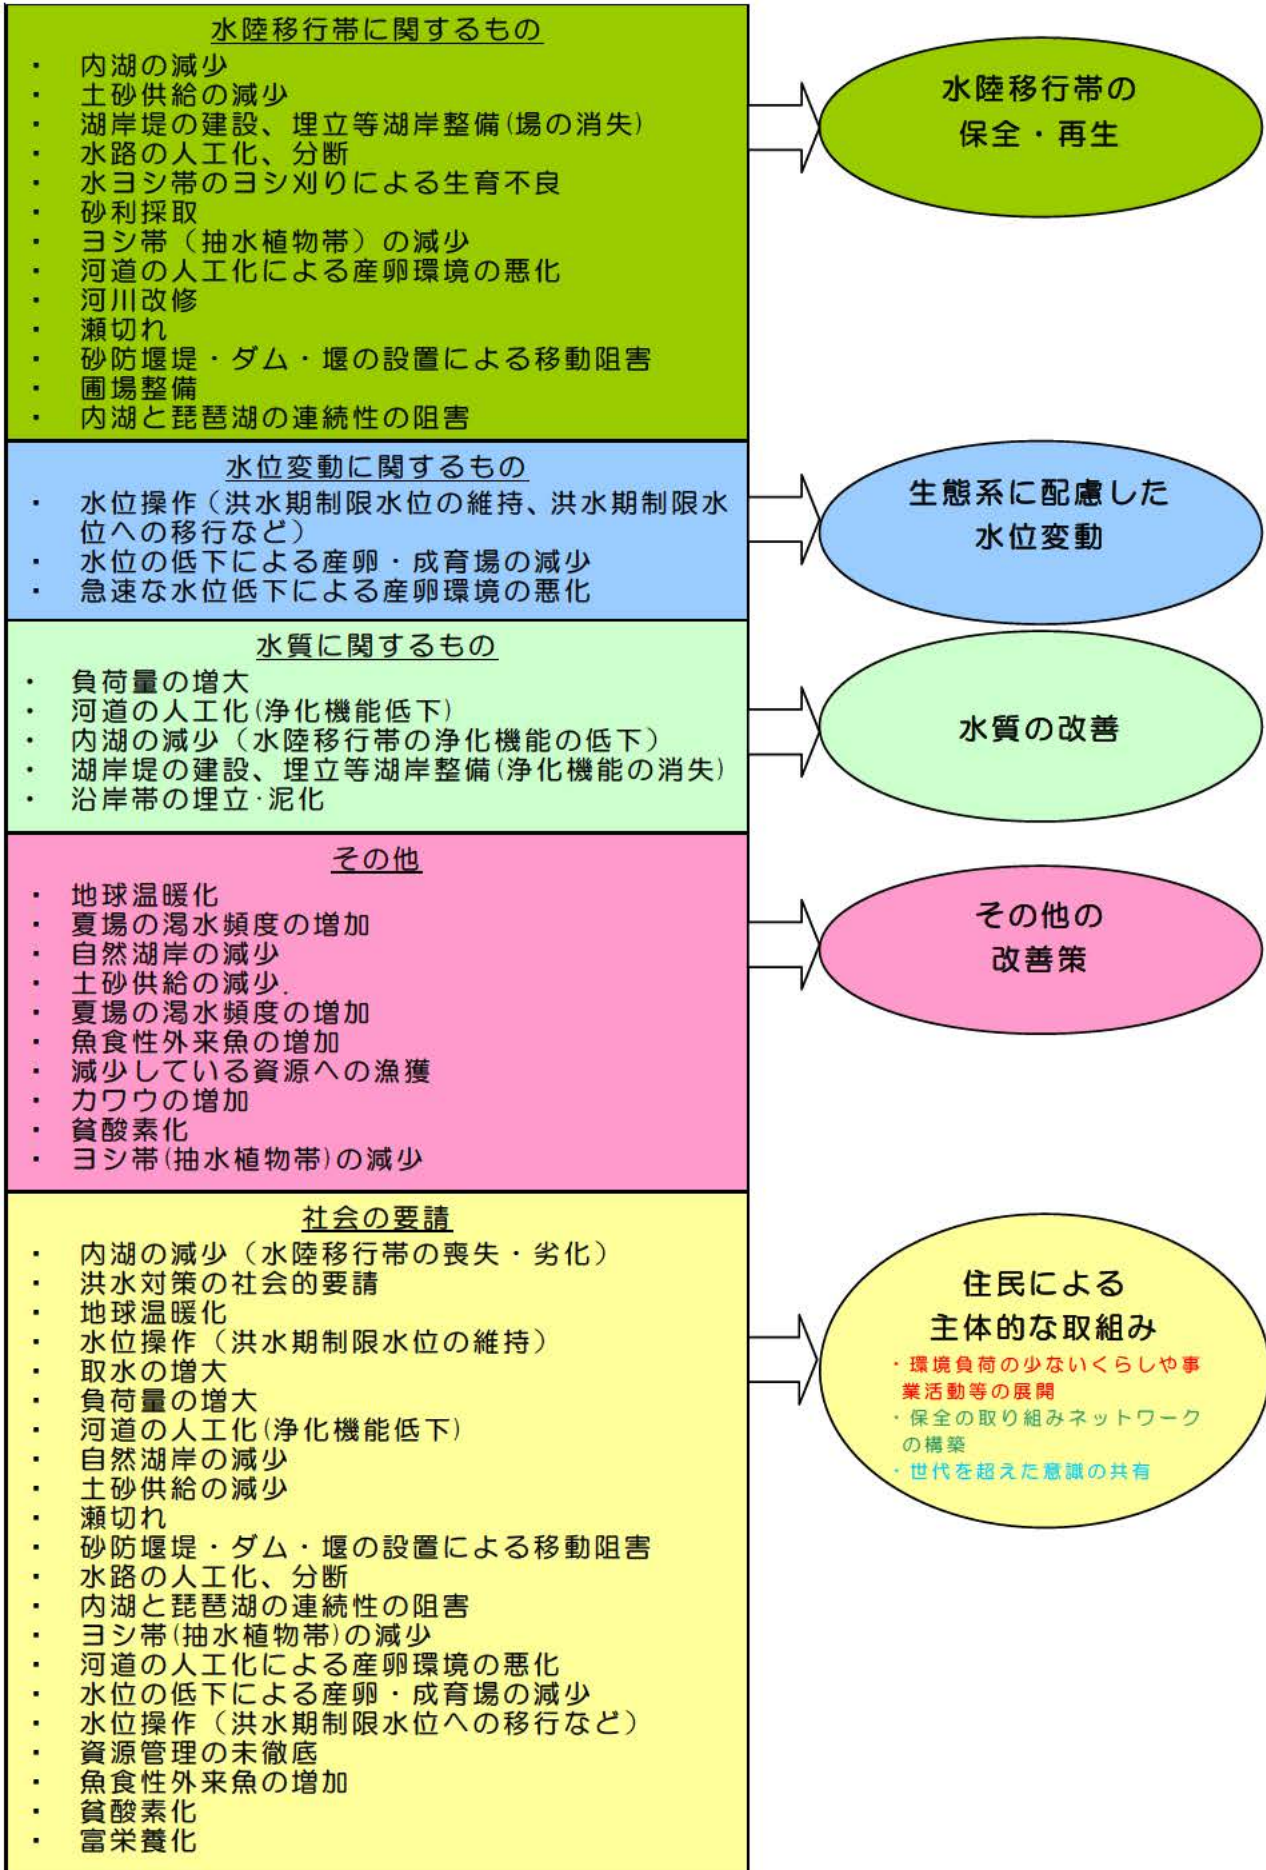 水陸移行帯に関するもの
・ 内湖の減少
・ 土砂供給の減少
・ 湖岸堤の建設、埋立等湖岸整備(場の消失)
・ 水路の人工化、分断
・ 水ヨシ帯のヨシ刈りによる生育不良
・ 砂利採取
・ ヨシ帯（抽水植物帯）の減少
・ 河道の人工化による産卵環境の悪化
・ 河川改修
・ 瀬切れ
・ 砂防堰堤・ダム・堰の設置による移動阻害
・ 圃場整備
・ 内湖と琵琶湖の連続性の阻害
水陸移行帯の
保全・再生
水位変動に関するもの
・ 水位操作（洪水期制限水位の維持、洪水期制限水
位への移行など）
・ 水位の低下による産卵・成育場の減少
・ 急速な水位低下による産卵環境の悪化
生態系に配慮した
水位変動
水質に関するもの
・ 負荷量の増大
・ 河道の人工化(浄化機能低下)
・ 内湖の減少（水陸移行帯の浄化機能の低下）
・ 湖岸堤の建設、埋立等湖岸整備(浄化機能の消失)
・ 沿岸帯の埋立･泥化
水質の改善
その他
・ 地球温暖化
・ 夏場の渇水頻度の増加
・ 自然湖岸の減少
・ 土砂供給の減少.
・ 夏場の渇水頻度の増加
・ 魚食性外来魚の増加
・ 減少している資源への漁獲
・ カワウの増加
・ 貧酸素化
・ ヨシ帯(抽水植物帯)の減少
その他の
改善策
社会の要請
・ 内湖の減少（水陸移行帯の喪失・劣化）
・ 洪水対策の社会的要請
・ 地球温暖化
・ 水位操作（洪水期制限水位の維持）
・ 取水の増大
・ 負荷量の増大
・ 河道の人工化(浄化機能低下)
・ 自然湖岸の減少
・ 土砂供給の減少
・ 瀬切れ
・ 砂防堰堤・ダム・堰の設置による移動阻害
・ 水路の人工化、分断
・ 内湖と琵琶湖の連続性の阻害
・ ヨシ帯(抽水植物帯)の減少
・ 河道の人工化による産卵環境の悪化
・ 水位の低下による産卵・成育場の減少
・ 水位操作（洪水期制限水位への移行など）
・ 資源管理の未徹底
・ 魚食性外来魚の増加
・ 貧酸素化
・ 富栄養化
住民による
主体的な取組み
・環境負荷の少ないくらしや事
業活動等の展開
・保全の取り組みネットワーク
の構築
・世代を超えた意識の共有